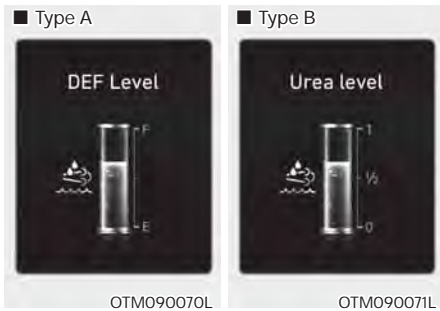 ■ Type A
DEF Level
F
E
OTM090070L
■ Type B
Urea level
1
½
0
OTM090071L